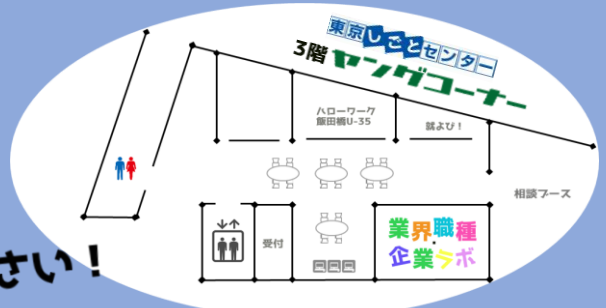 東京しごとセンター
3階 ヤングコーナー
ハローワーク
飯田橋U-35
就よび！
相談ブース
受付
業界職種
・
企業ラボ
さい！